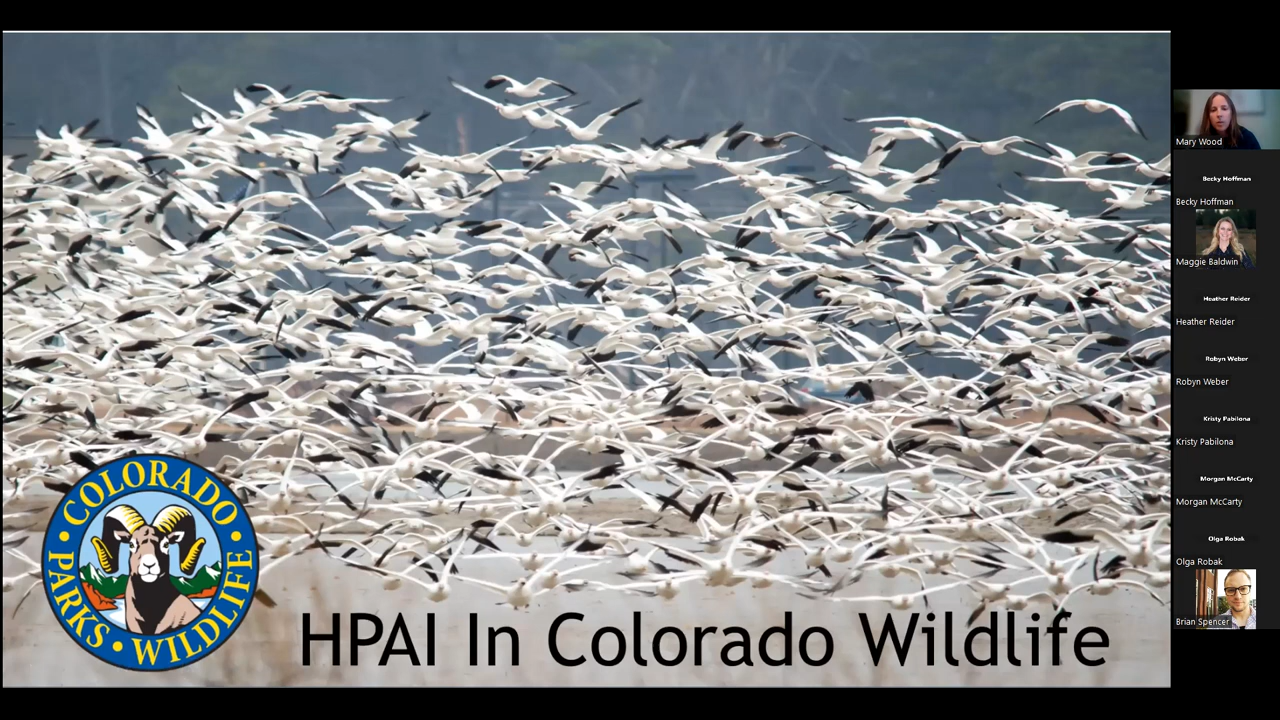 COLORADO
PARKS • WILDLIFE
HPAI In Colorado Wildlife
Mary Wood
Becky Hoffman
Becky Hoffman
Maggie Baldwin
Heather Reider
Heather Reider
Robyn Weber
Robyn Weber
Kristy Pabilona
Kristy Pabilona
Morgan McCarty
Morgan McCarty
Olga Robak
Olga Robak
Brian Spencer